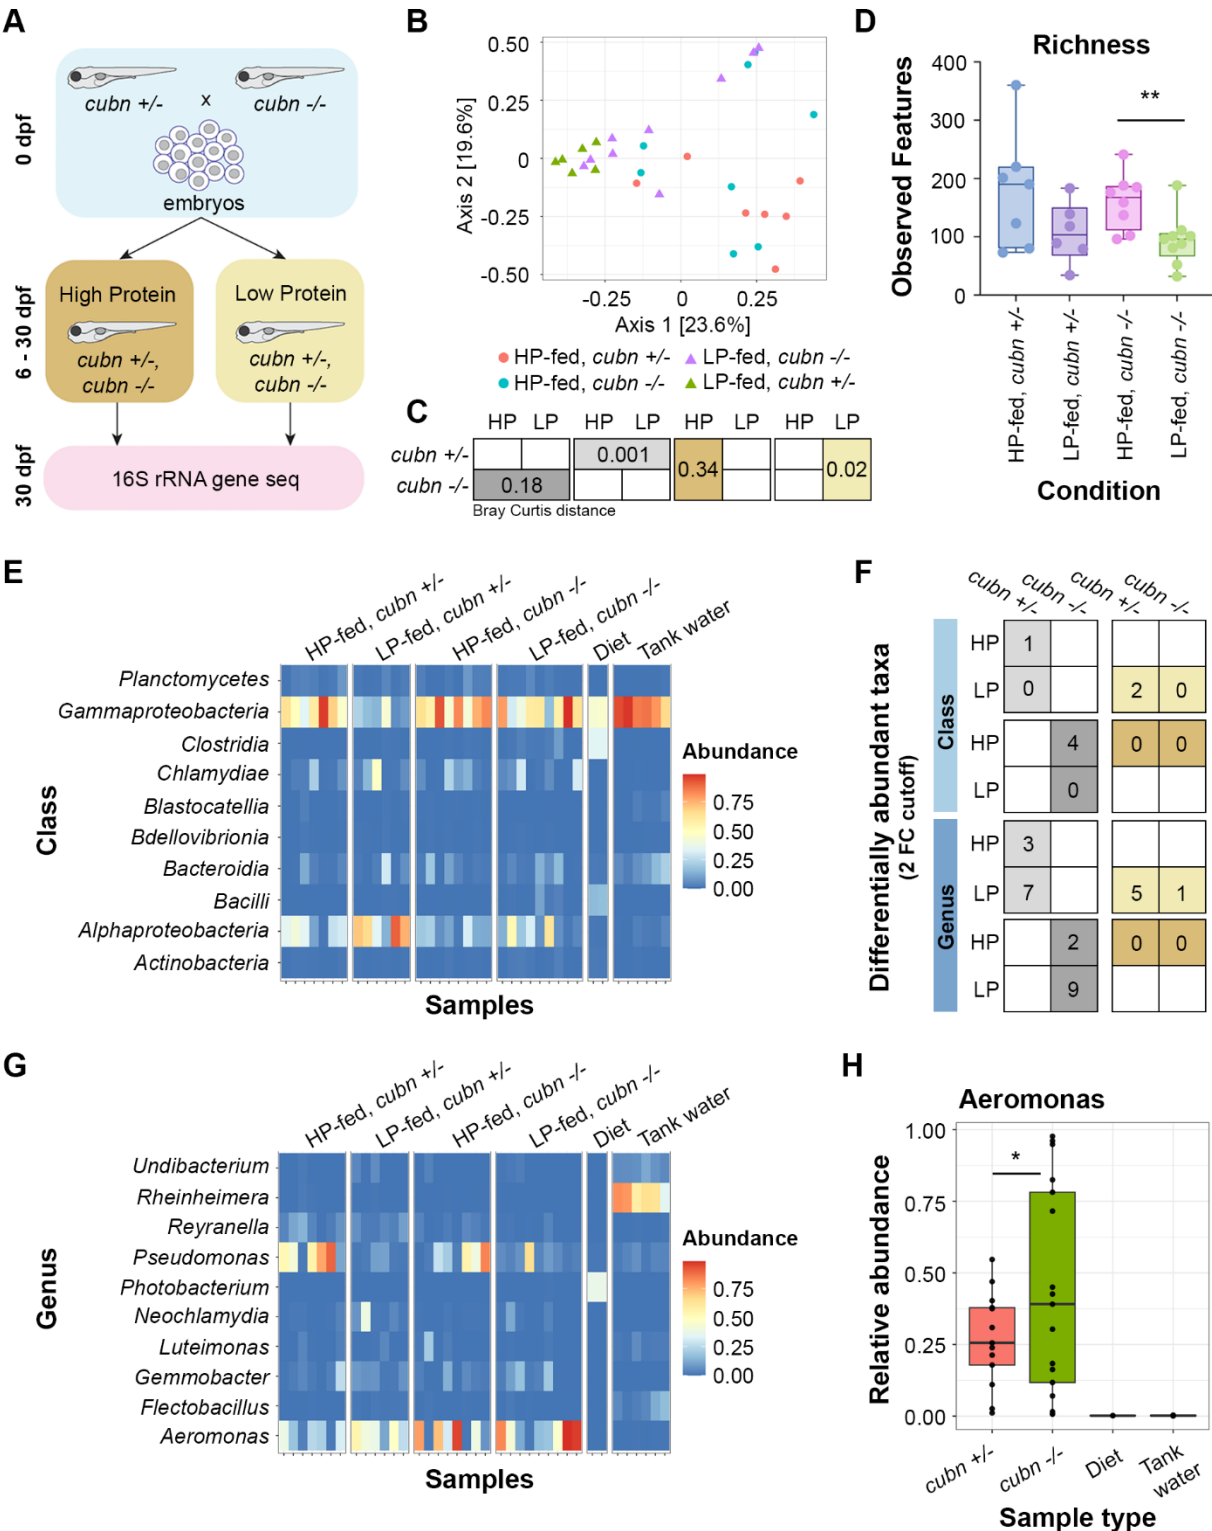 A
cubn +/-
x
cubn -/-
embryos
0 dpf
High Protein
cubn +/-,
cubn -/-
Low Protein
cubn +/-,
cubn -/-
6 - 30 dpf
16S rRNA gene seq
30 dpf
B
0.50
0.25
0
-0.25
-0.50
Axis 2 [19.6%]
-0.25
0
0.25
Axis 1 [23.6%]
HP-fed, cubn +/-
LP-fed, cubn -/-
HP-fed, cubn -/-
LP-fed, cubn +/-
C
HP LP HP LP HP LP HP LP
cubn +/-
cubn -/-
0.18
0.001
0.34
0.02
Bray Curtis distance
D
Richness
400
300
200
100
0
Observed Features
**
HP-fed, cubn +/-
LP-fed, cubn +/-
HP-fed, cubn -/-
LP-fed, cubn -/-
Condition
E
HP-fed, cubn +/-
LP-fed, cubn +/-
HP-fed, cubn -/-
LP-fed, cubn -/-
Diet
Tank water
Class
Planctomycetes
Gammaproteobacteria
Clostridia
Chlamydiae
Blastocatellia
Bdellovibrionia
Bacteroidia
Bacilli
Alphaproteobacteria
Actinobacteria
Samples
Abundance
0.75
0.50
0.25
0.00
F
cubn +/-
cubn -/-
cubn +/-
cubn -/-
Differentially abundant taxa
(2 FC cutoff)
Class
HP 1
LP 0 2 0
HP 4 0 0
LP 0
Genus
HP 3
LP 7 5 1
HP 2 0 0
LP 9
G
HP-fed, cubn +/-
LP-fed, cubn +/-
HP-fed, cubn -/-
LP-fed, cubn -/-
Diet
Tank water
Genus
Undibacterium
Rheinheimera
Reyranella
Pseudomonas
Photobacterium
Neochlamydia
Luteimonas
Gemmobacter
Flectobacillus
Aeromonas
Samples
Abundance
0.75
0.50
0.25
0.00
H
Aeromonas
1.00
0.75
0.50
0.25
0.00
Relative abundance
*
cubn +/-
cubn -/-
Diet
Tank
water
Sample type